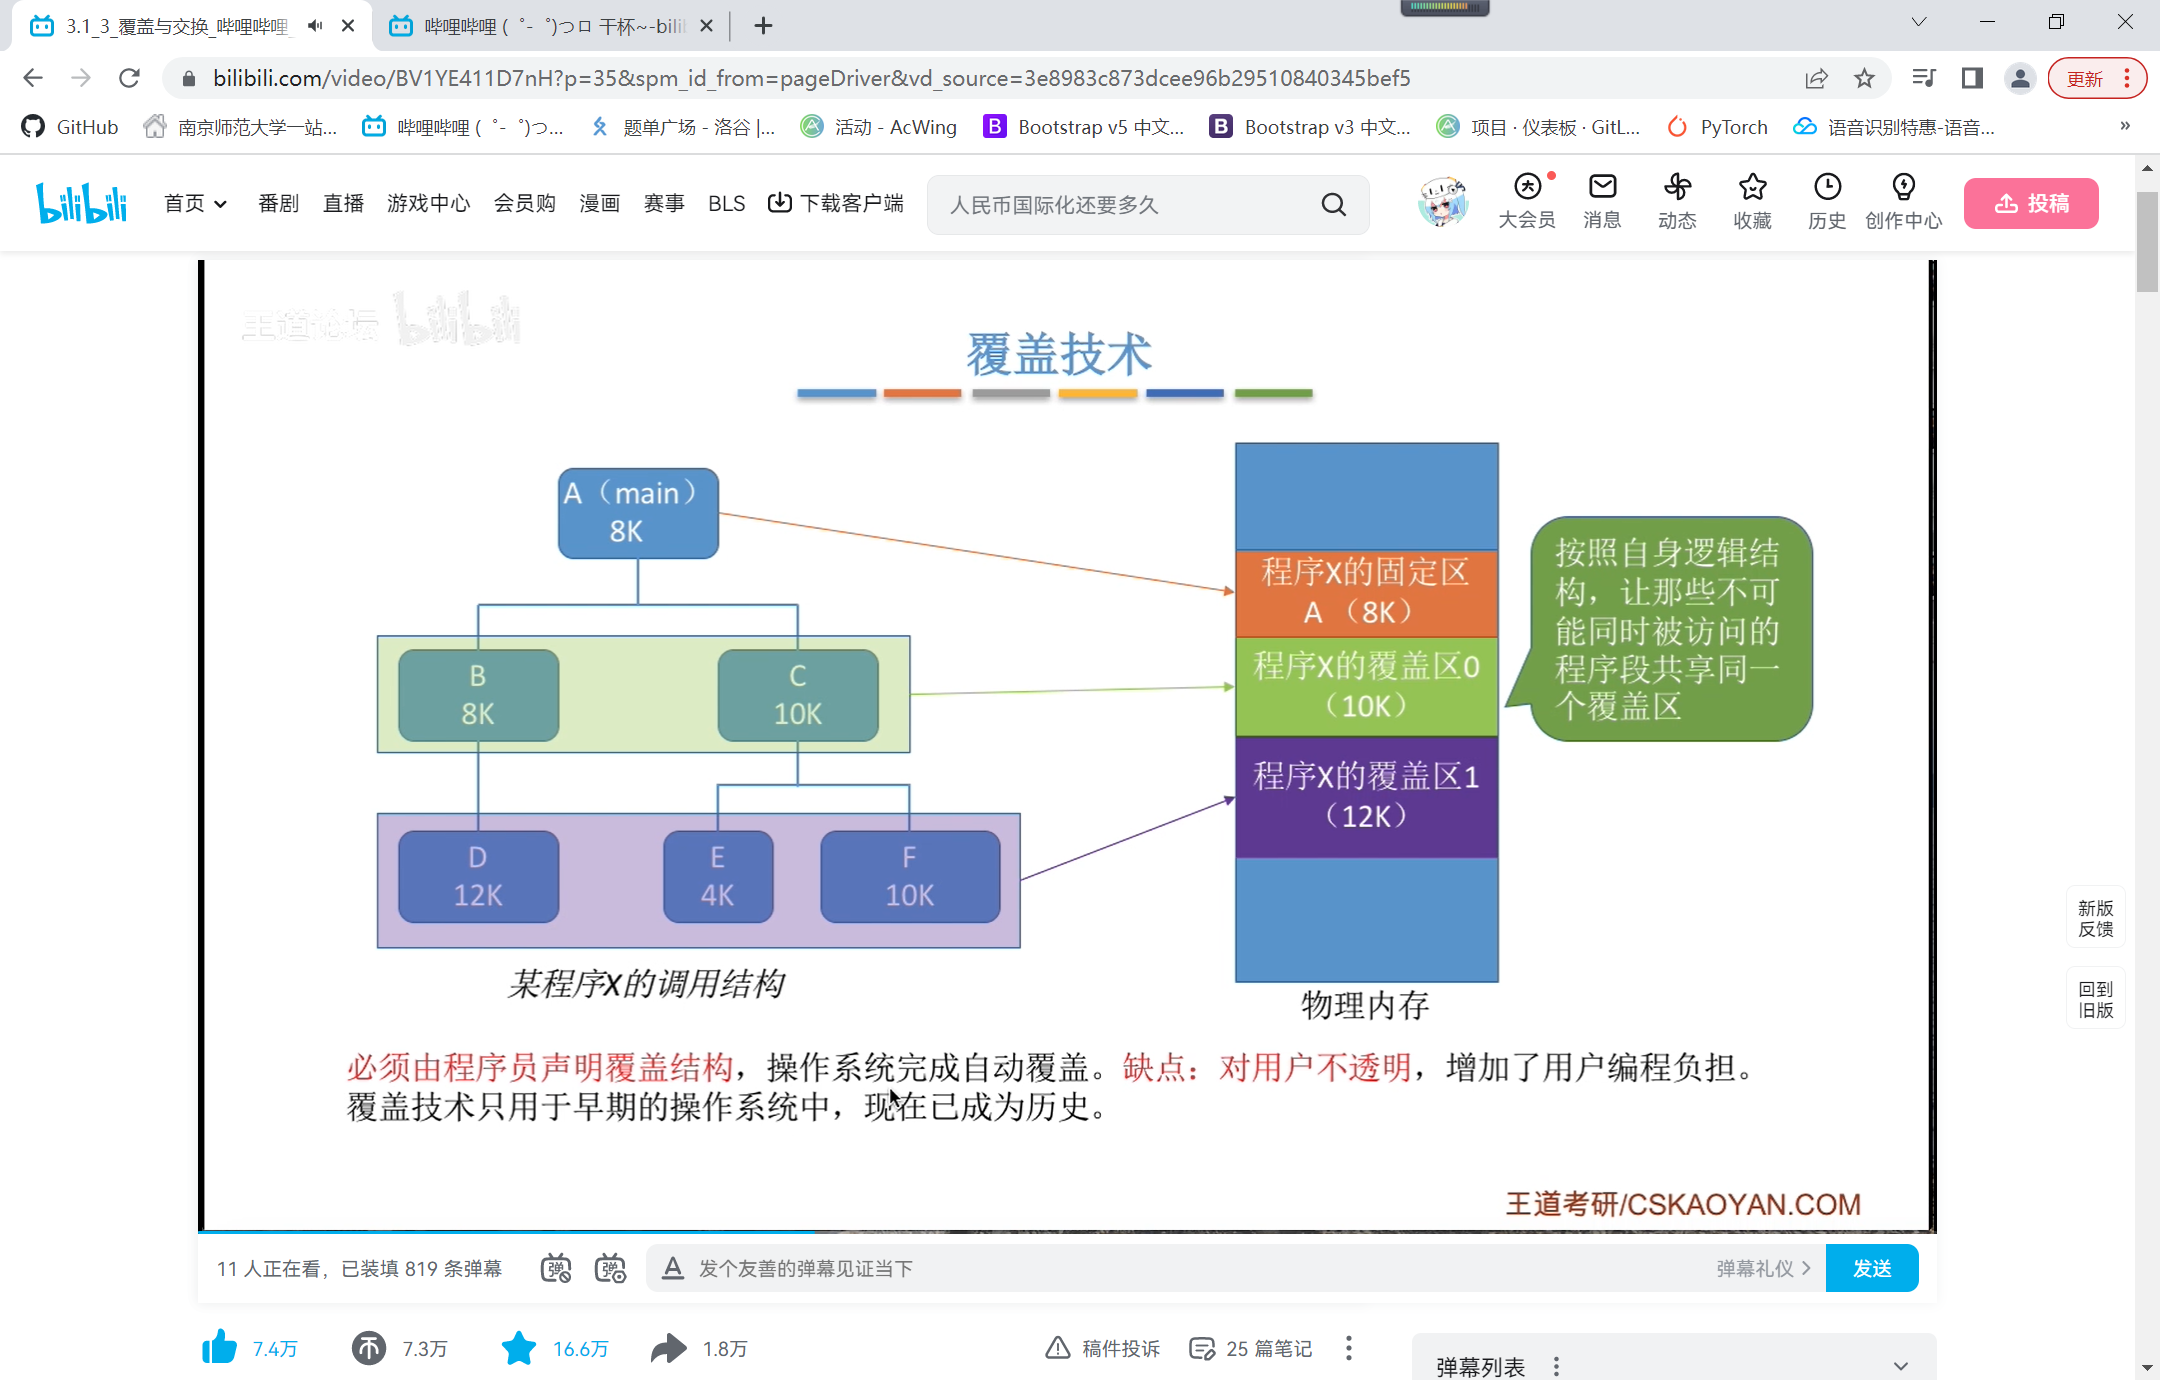 3.1_3_覆盖与交换_哔哩哔哩_
哔哩哔哩 (゜-゜)つロ 干杯~-bili
bilibili.com/video/BV1YE411D7nH?p=35&spm_id_from=pageDriver&vd_source=3e8983c873dcee96b29510840345bef5
更新
GitHub
南京师范大学一站...
哔哩哔哩 (゜-゜)つ...
题单广场 - 洛谷 |...
活动 - AcWing
Bootstrap v5 中文...
Bootstrap v3 中文...
项目 · 仪表板 · GitL...
PyTorch
语音识别特惠-语音...
»
bilibili
首页
番剧
直播
游戏中心
会员购
漫画
赛事
BLS
下载客户端
人民币国际化还要多久
大会员
消息
动态
收藏
历史
创作中心
投稿
王道论坛 bilibili
覆盖技术
A（main）
8K
B
8K
C
10K
D
12K
E
4K
F
10K
某程序X的调用结构
程序X的固定区
A （8K）
程序X的覆盖区0
（10K）
程序X的覆盖区1
（12K）
物理内存
按照自身逻辑结
构，让那些不可
能同时被访问的
程序段共享同一
个覆盖区
必须由程序员声明覆盖结构，操作系统完成自动覆盖。缺点：对用户不透明，增加了用户编程负担。
覆盖技术只用于早期的操作系统中，现在已成为历史。
王道考研/CSKAOYAN.COM
新版
反馈
回到
旧版
11 人正在看，已装填 819 条弹幕
弹
弹
A 发个友善的弹幕见证当下
弹幕礼仪 >
发送
7.4万
7.3万
16.6万
1.8万
稿件投诉
25 篇笔记
弹幕列表